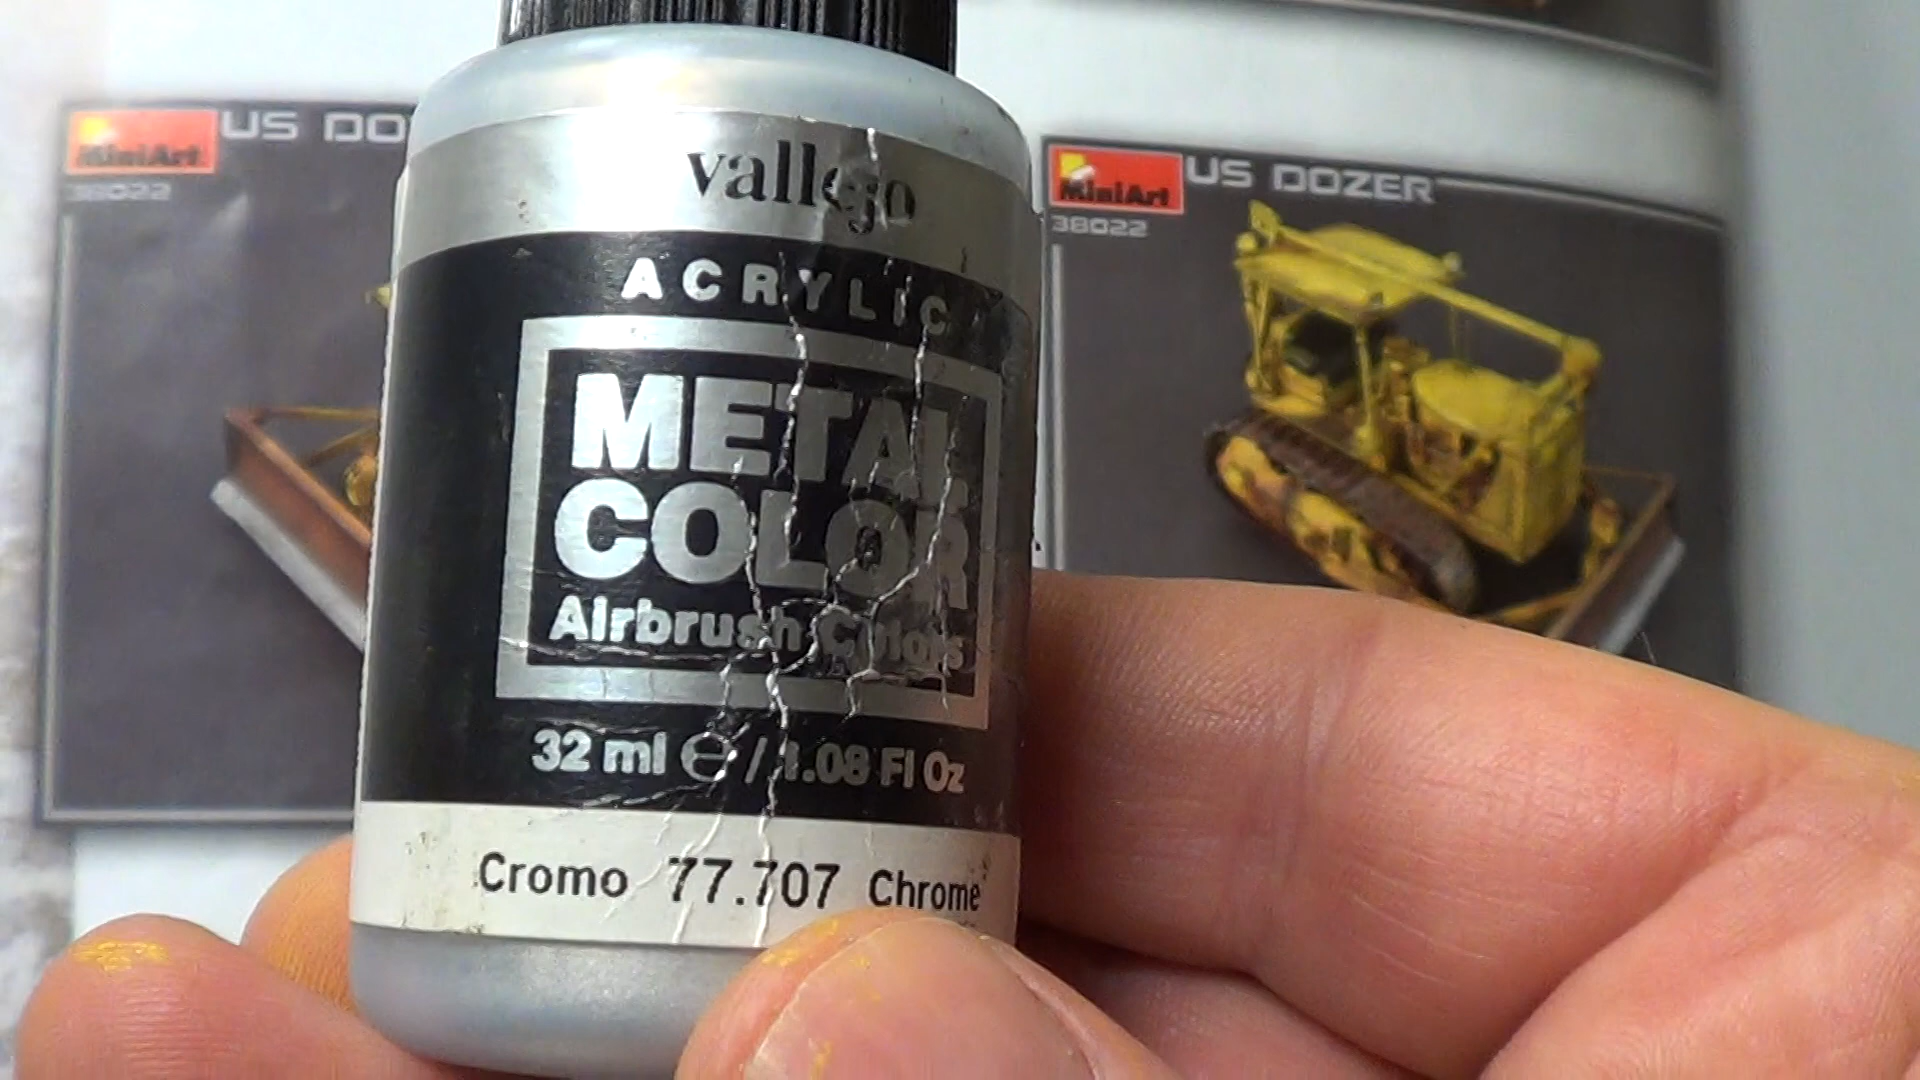 MiniArt
US DO
38022
vallejo
ACRYLIC
METAL
COLOR
Airbrush Colors
32 ml e / 1.08 Fl Oz
Cromo 77.707 Chrome
MiniArt
US DOZER
38022